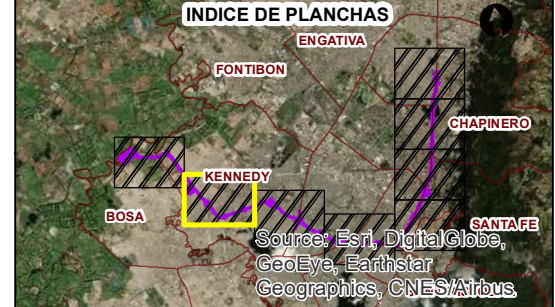 INDICE DE PLANCHAS
ENGATIVA
FONTIBON
CHAPINERO
KENNEDY
BOSA
SANTA FE
Source: Esri, DigitalGlobe,
GeoEye, Earthstar
Geographics, CNES/Airbus